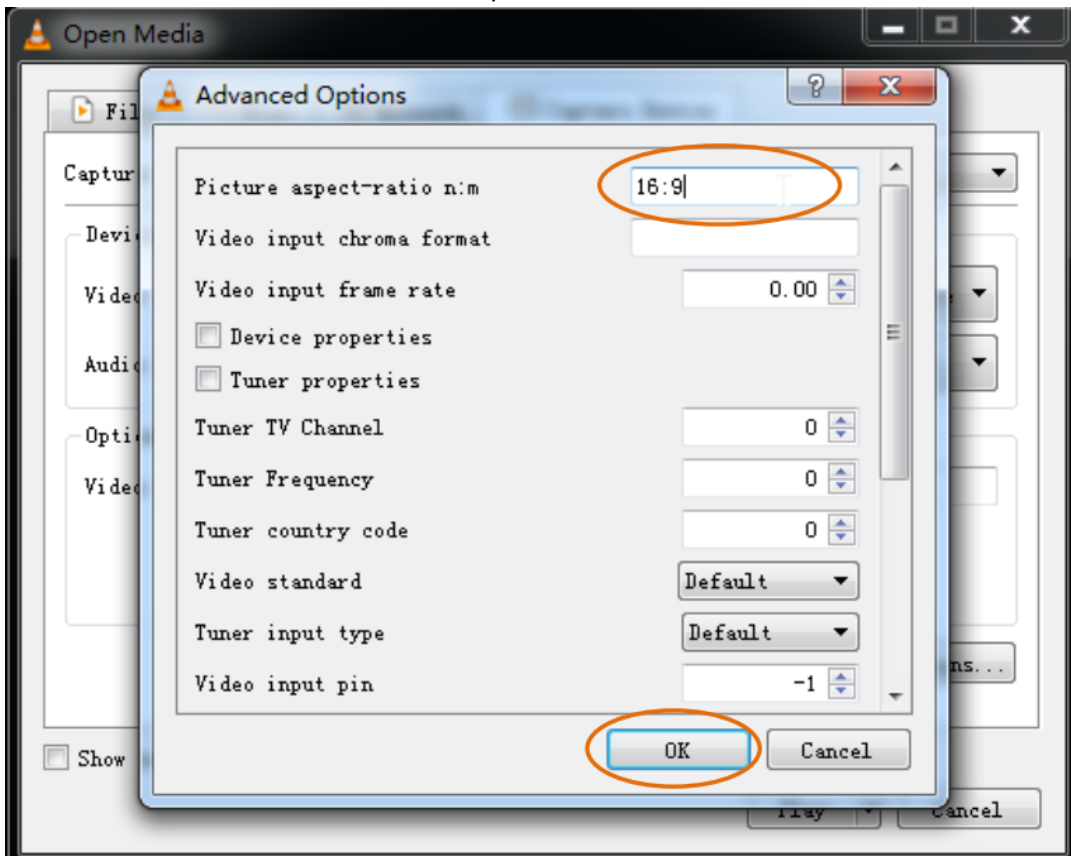 Open Media
Advanced Options
Fil
Captur
Picture aspect-ratio n:m 16:9
Devi
Video input chroma format
Video input frame rate 0.00
Vide
Device properties
Audi
Tuner properties
Tuner TV Channel 0
Opti
Tuner Frequency 0
Vide
Tuner country code 0
Video standard Default
Tuner input type Default
ns...
Video input pin -1
OK Cancel
Show
Play Cancel